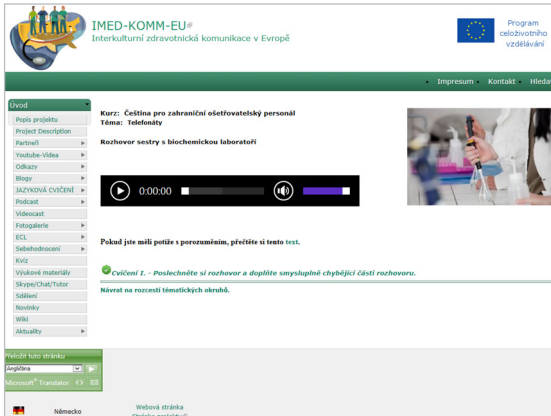 IMED-KOMM-EU
Interkulturní zdravotnická komunikace v Evropě
Program
celoživotního
vzdělávání
Impresum
Kontakt
Hleda
Úvod
Popis projektu
Project Description
Partneři
Youtube-Videa
Odkazy
Blogy
JAZYKOVÁ CVIČENÍ
Podcast
Videocast
Fotogalerie
ECL
Sebehodnocení
Kvíz
Výukové materiály
Skype/Chat/Tutor
Sdělení
Novinky
Wiki
Aktuality
Kurz: Čeština pro zahraniční ošetřovatelský personál
Téma: Telefonáty
Rozhovor sestry s biochemickou laboratoří
0:00:00
Pokud jste měli potíže s porozuměním, přečtěte si tento text.
Cvičení I. - Poslechněte si rozhovor a doplňte smysluplně chybějící části rozhovoru.
Návrat na rozcestí tématických okruhů.
Přeložit tuto stránku
Angličtina
Microsoft® Translator
Německo
Webová stránka